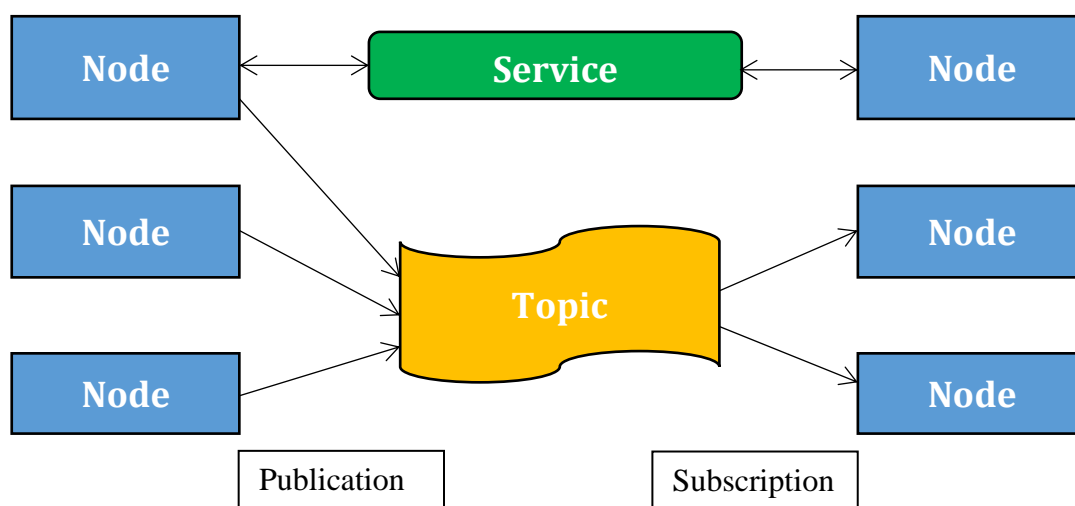 Node
Service
Node
Node
Node
Topic
Node
Node
Publication
Subscription